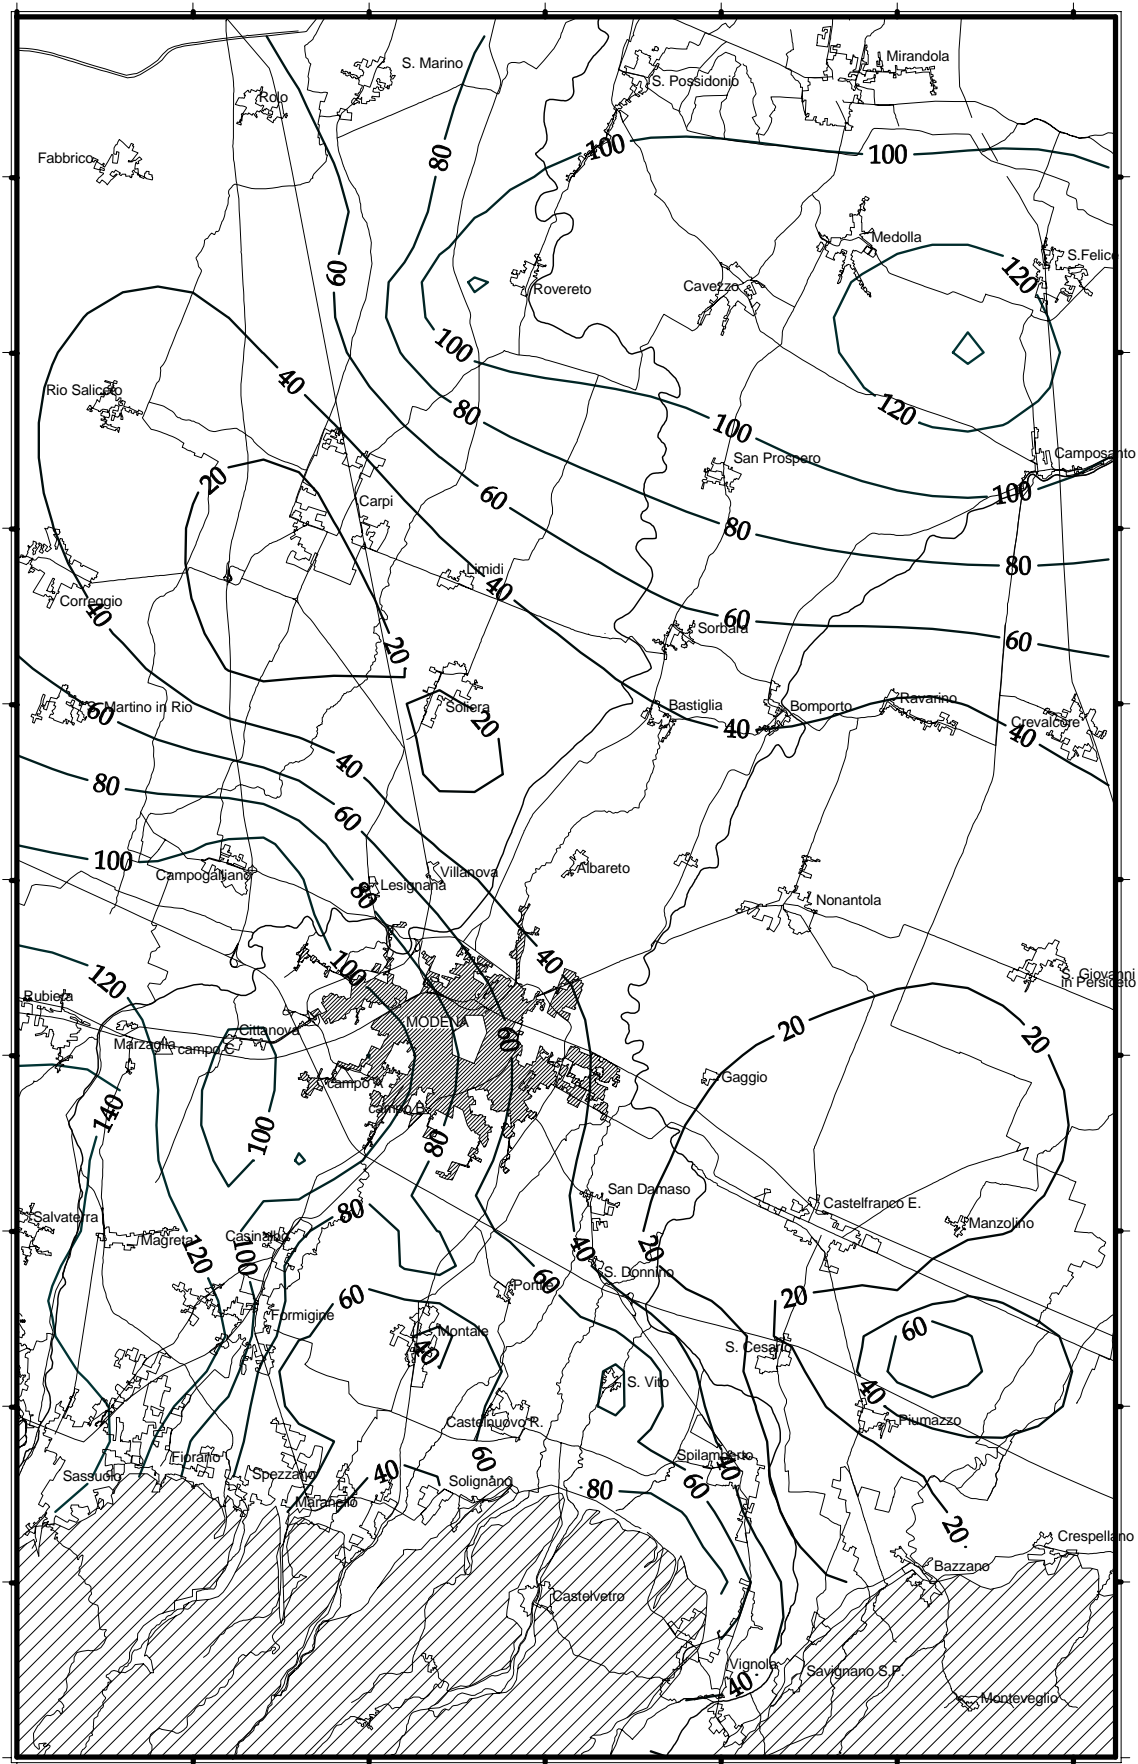 S. Marino
Mirandola
S. Possidonio
Rolo
80
100
100
Fabbrico
Medolla
S.Felice
60
120
Cavezzo
Rovereto
100
40
Rio Saliceto
80
120
100
San Prospero
Camposanto
20
Carpi
60
100
80
Limidi
80
40
Correggio
40
60
Sorbara
60
20
S. Martino in Rio
60
Soliera
20
Bastiglia
Bomporto
Ravarino
40
Crevalcore
40
40
80
60
100
Campogalliano
Villanova
Albareto
Lesignana
80
Nonantola
40
100
S. Giovanni
in Persiceto
120
Rubiera
MODENA
Cittanova
20
20
60
Marzaglia
campo C
campo A
Gaggio
campo B
140
100
80
San Damaso
Castelfranco E.
Salvaterra
80
Manzolino
Magreta
Casinalbo
120
100
40
20
S. Donnino
60
Portile
60
20
Formigine
S. Montale
60
40
S. Cesario
S. Vito
40
Castelnuovo R.
Piumazzo
60
Fiorano
Spilamberto
40
Sassuolo
Spezzano
40
Solignano
80
60
Maranello
20
Crespellano
Bazzano
Castelvetro
Vignola
Savignano S.P.
40
Monteveglio